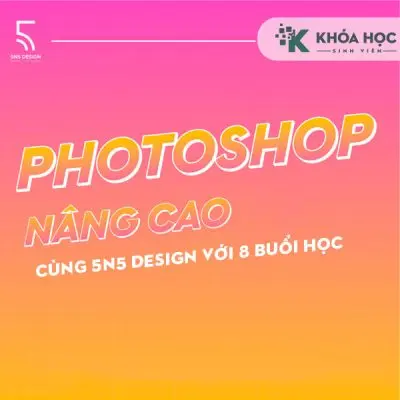 5N5 DESIGN
KHÓA HỌC
SINH VIÊN
PHOTOSHOP
NÂNG CAO
CÙNG 5N5 DESIGN VỚI 8 BUỔI HỌC